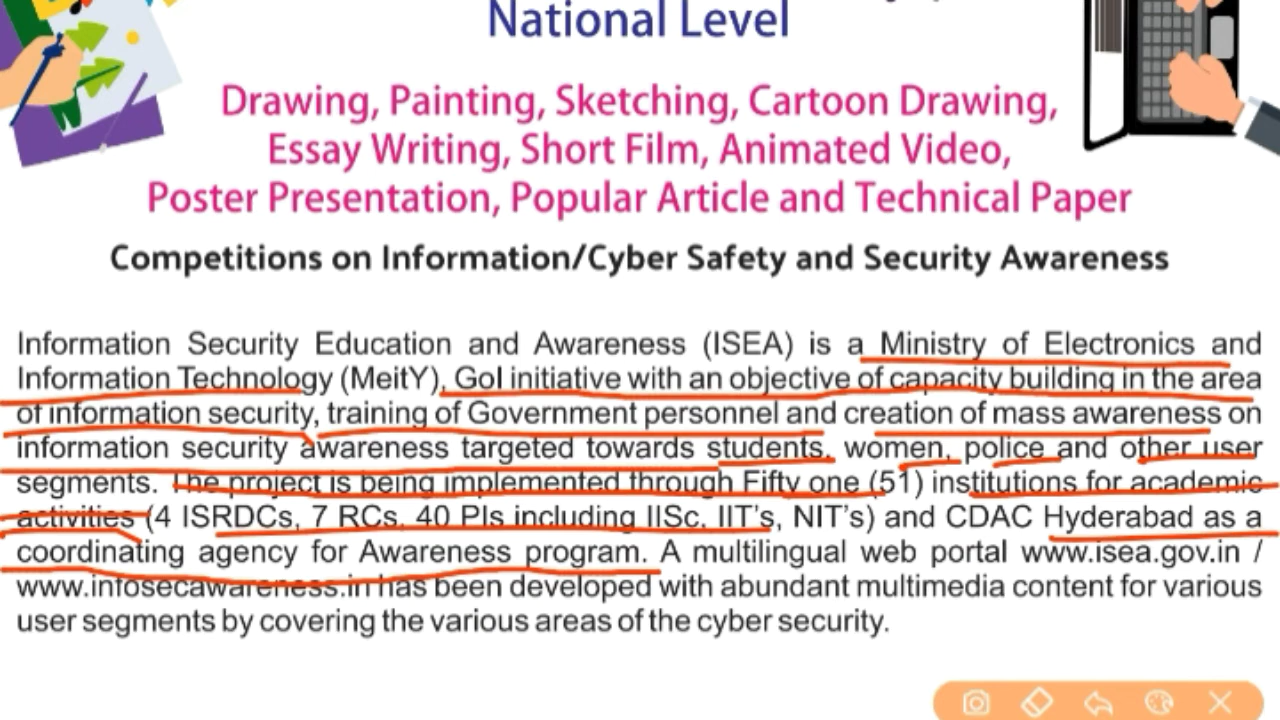 National Level
Drawing, Painting, Sketching, Cartoon Drawing,
Essay Writing, Short Film, Animated Video,
Poster Presentation, Popular Article and Technical Paper
Competitions on Information/Cyber Safety and Security Awareness
Information Security Education and Awareness (ISEA) is a Ministry of Electronics and
Information Technology (MeitY), GoI initiative with an objective of capacity building in the area
of information security, training of Government personnel and creation of mass awareness on
information security awareness targeted towards students, women, police and other user
segments. The project is being implemented through Fifty one (51) institutions for academic
activities (4 ISRDCs, 7 RCs, 40 PIs including IISc, IIT's, NIT's) and CDAC Hyderabad as a
coordinating agency for Awareness program. A multilingual web portal www.isea.gov.in /
www.infosecawareness.in has been developed with abundant multimedia content for various
user segments by covering the various areas of the cyber security.